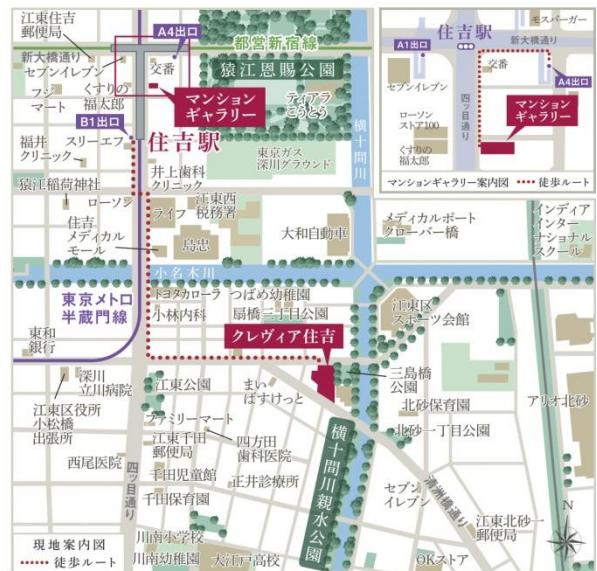 江東住吉
郵便局
A4出口
新大橋通り
セブンイレブン
都営新宿線
交番
猿江恩賜公園
フジ
マート
くすりの
福太郎
マンション
ギャラリー
ティアラ
こうとう
B1出口
福井
クリニック
スリーエフ
住吉駅
横十間川
東京ガス
深川グラウンド
猿江稲荷神社
井上歯科
クリニック
ローソン
住吉
メディカル
モール
ライフ
江東西
税務署
島忠
大和自動車
小名木川
東京メトロ
半蔵門線
トヨタカローラ
つばめ幼稚園
小林内科
扇橋三丁目公園
東和
銀行
クレヴィア住吉
江東区
スポーツ会館
深川
立川病院
江東公園
まい
ばすけっと
三島橋
公園
江東区役所
小松橋
出張所
ファミリーマート
江東千田
郵便局
四方田
歯科医院
北砂保育園
北砂一丁目公園
アリオ北砂
西尾医院
四ッ目通り
千田児童館
正井診療所
千田保育園
横十間川親水公園
セブン
イレブン
清洲橋通り
川南小学校
川南幼稚園
大江戸高校
江東北砂一
郵便局
OKストア
N
現地案内図
徒歩ルート
モスバーガー
住吉駅
新大橋通り
A1出口
交番
A4出口
セブンイレブン
四ッ目通り
マンション
ギャラリー
ローソン
ストア100
くすりの
福太郎
マンションギャラリー案内図
徒歩ルート
メディカルポート
クローバー橋
インディア
インター
ナショナル
スクール